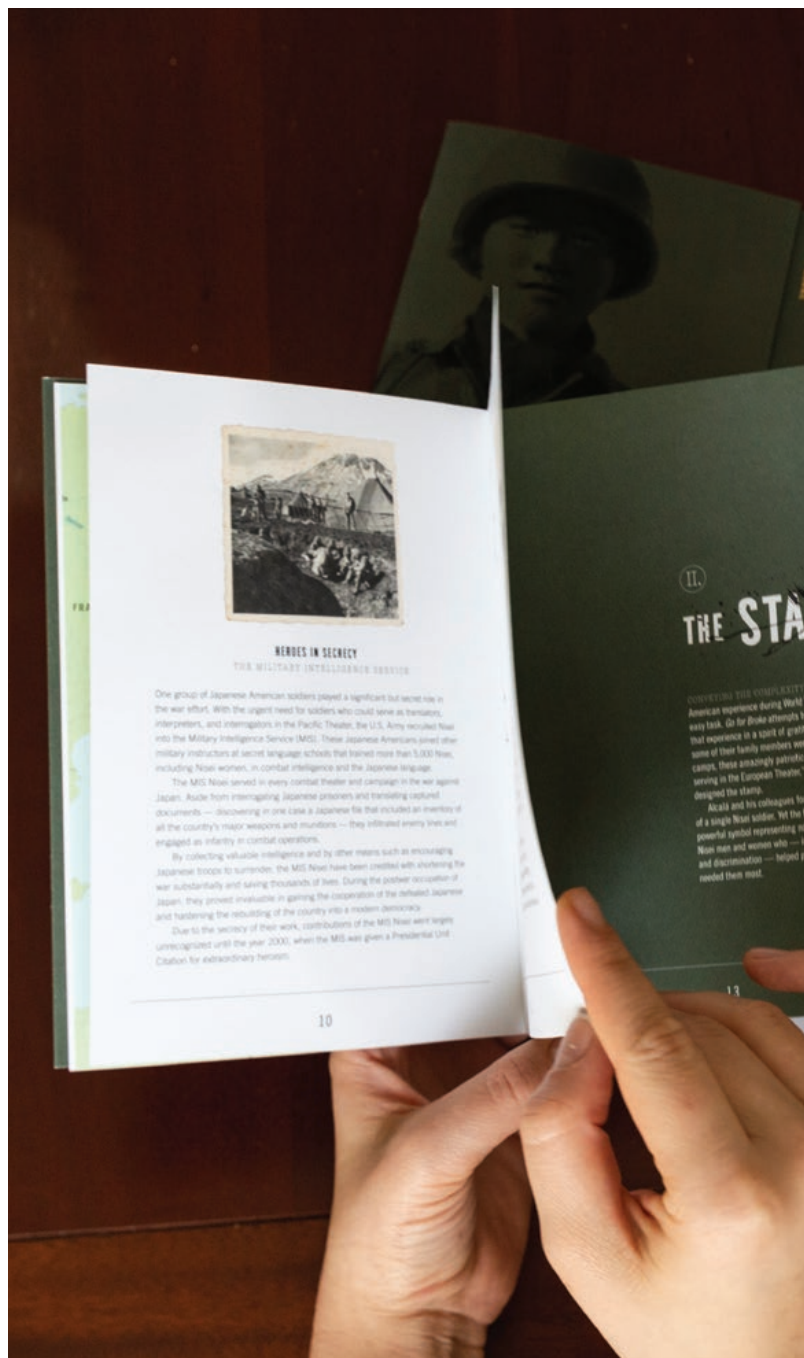 FRA
HEROES IN SECRECY
THE MILITARY INTELLIGENCE SERVICE
One group of Japanese American soldiers played a significant but secret role in
the war effort. With the urgent need for soldiers who could serve as translators,
interpreters, and interrogators in the Pacific Theater, the U.S. Army recruited Nisei
into the Military Intelligence Service (MIS). These Japanese Americans joined other
military instructors at secret language schools that trained more than 5,000 Nisei,
including Nisei women, in combat intelligence and the Japanese language.
The MIS Nisei served in every combat theater and campaign in the war against
Japan. Aside from interrogating Japanese prisoners and translating captured
documents — discovering in one case a Japanese file that included an inventory of
all the country's major weapons and munitions — they infiltrated enemy lines and
engaged as infantry in combat operations.
By collecting valuable intelligence and by other means such as encouraging
Japanese troops to surrender, the MIS Nisei have been credited with shortening the
war substantially and saving thousands of lives. During the postwar occupation of
Japan, they proved invaluable in gaining the cooperation of the defeated Japanese
and hastening the rebuilding of the country into a modern democracy.
Due to the secrecy of their work, contributions of the MIS Nisei went largely
unrecognized until the year 2000, when the MIS was given a Presidential Unit
Citation for extraordinary heroism.
10
II.
THE STA
CONVEYING THE COMPLEXITY
American experience during World
easy task. Go for Broke attempts
that experience in a spirit of grat
some of their family members we
camps, these amazingly patriotic
serving in the European Theater,
designed the stamp.
Alcalá and his colleagues
of a single Nisei soldier. Yet the
powerful symbol representing
Nisei men and women who —
and discrimination — helped
needed them most.
13